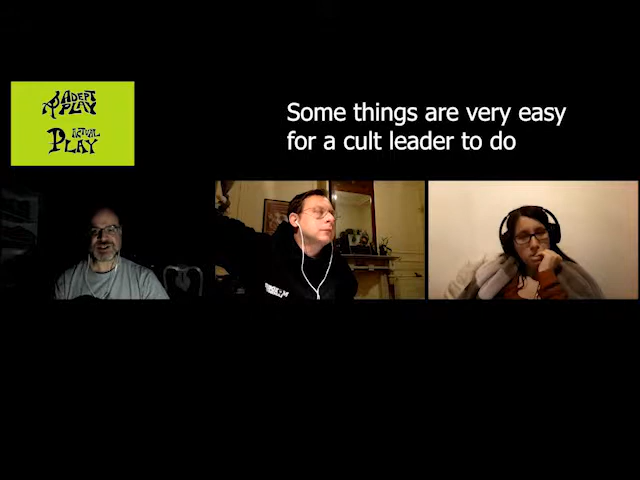 ADEPT
PLAY
ACTUAL
PLAY
Some things are very easy
for a cult leader to do